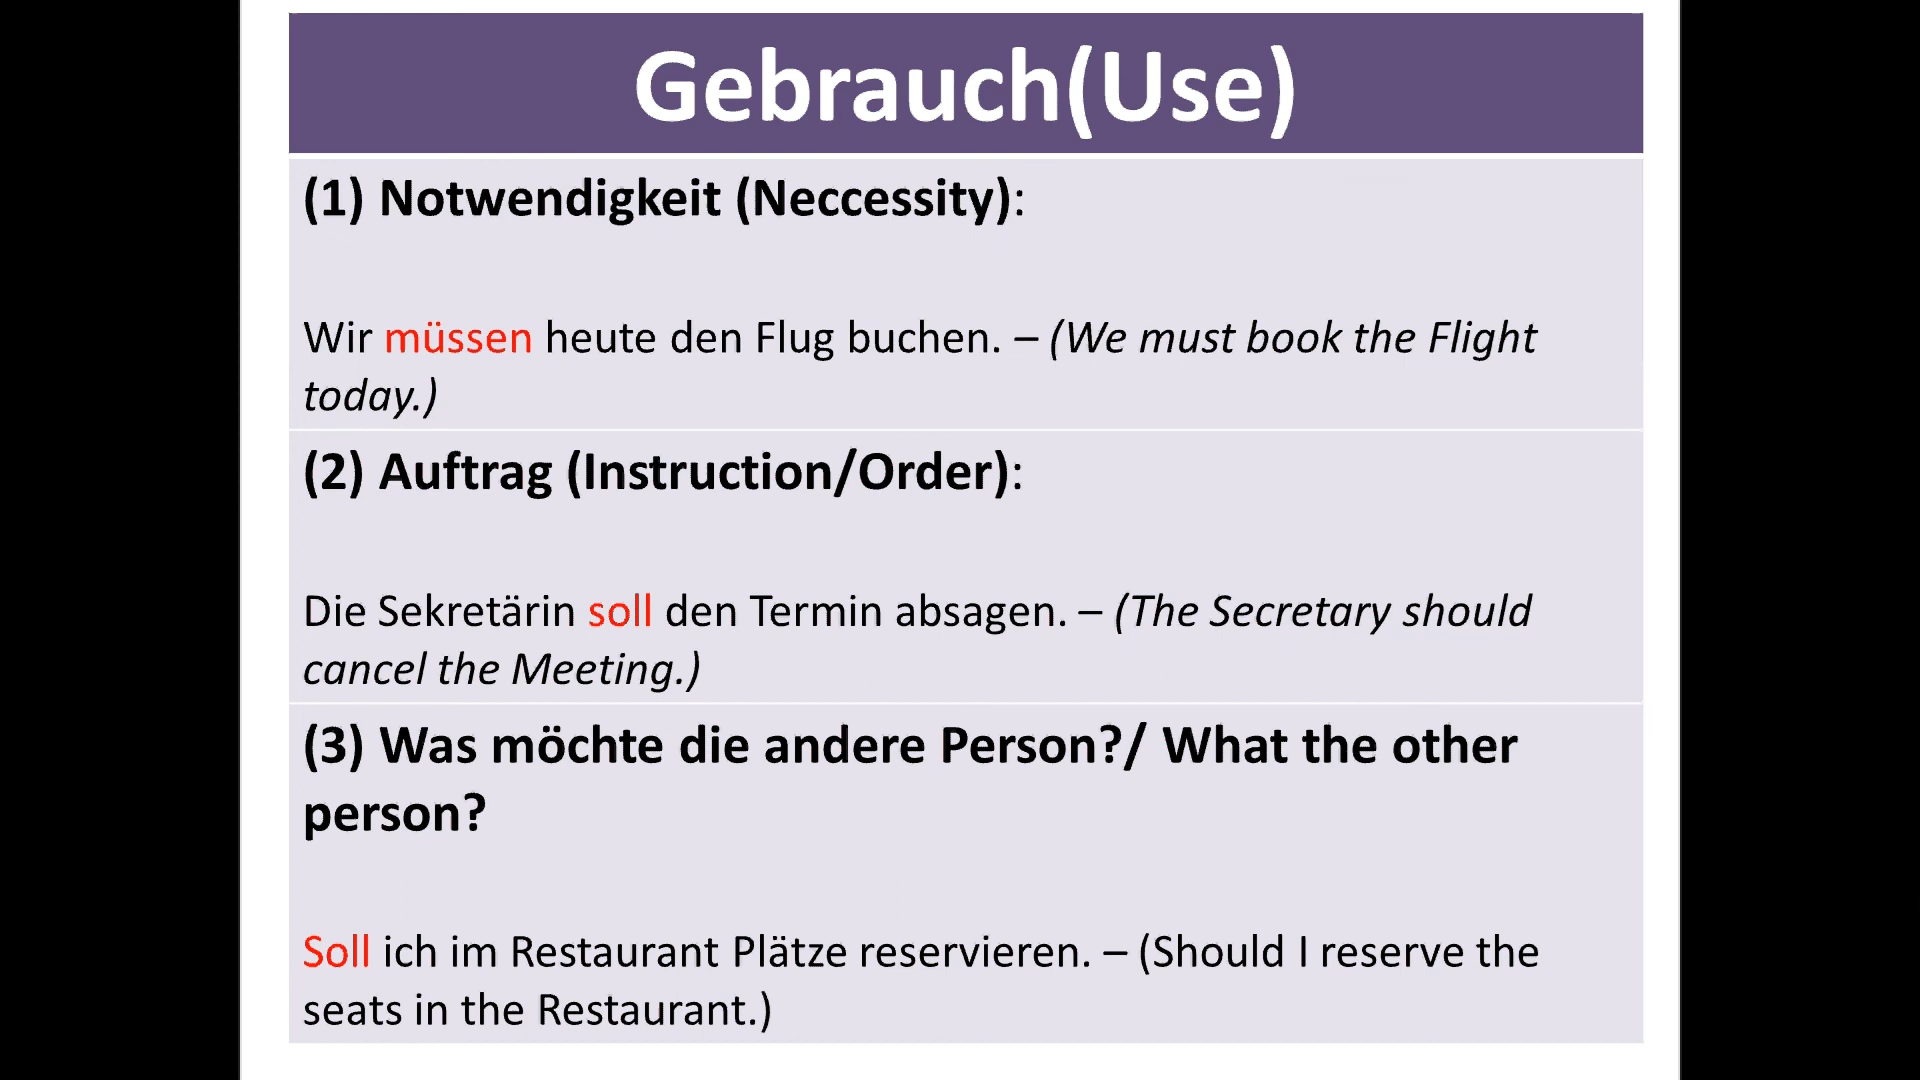 Gebrauch(Use)
(1) Notwendigkeit (Neccessity):
Wir müssen heute den Flug buchen. – (We must book the Flight
today.)
(2) Auftrag (Instruction/Order):
Die Sekretärin soll den Termin absagen. – (The Secretary should
cancel the Meeting.)
(3) Was möchte die andere Person?/ What the other
person?
Soll ich im Restaurant Plätze reservieren. – (Should I reserve the
seats in the Restaurant.)